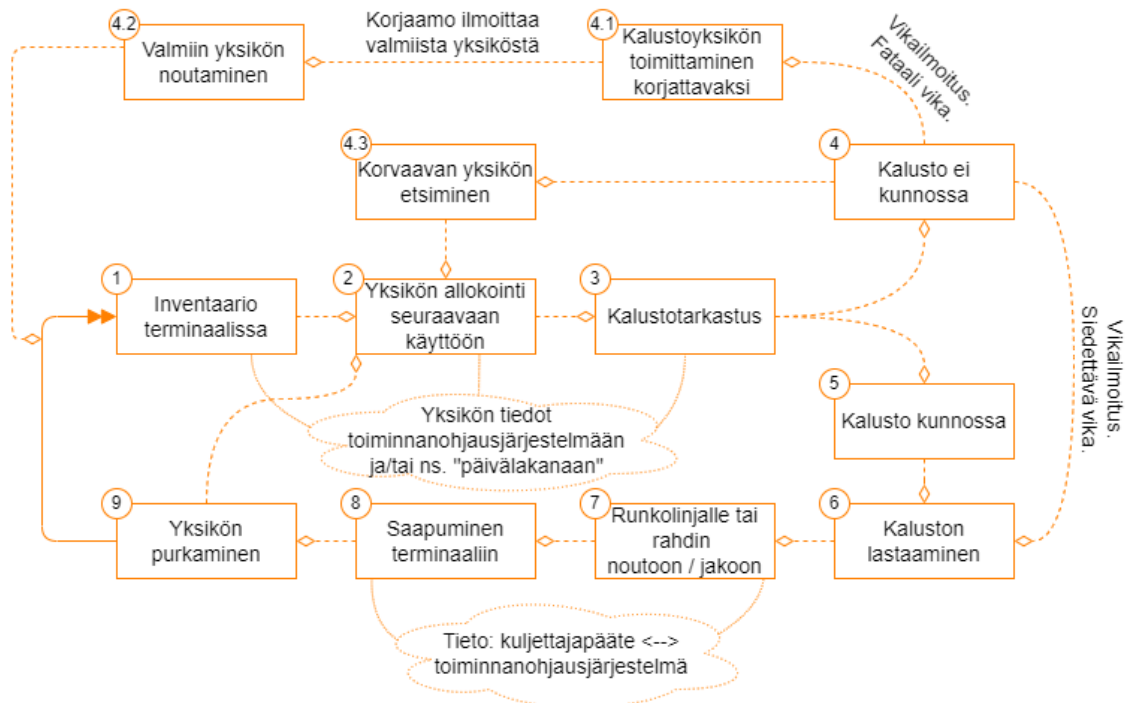 4.2
Valmiin yksikön
noutaminen
Korjaamo ilmoittaa
valmiista yksiköstä
4.1
Kalustoyksikön
toimittaminen
korjattavaksi
Vikailmoitus.
Fataali vika.
4.3
Korvaavan yksikön
etsiminen
4
Kalusto ei
kunnossa
1
Inventaario
terminaalissa
2
Yksikön allokointi
seuraavaan
käyttöön
3
Kalustotarkastus
Vikailmoitus.
Siedettävä vika.
5
Kalusto kunnossa
Yksikön tiedot
toiminnanohjausjärjestelmään
ja/tai ns. "päivälakanaan"
9
Yksikön
purkaminen
8
Saapuminen
terminaaliin
7
Runkolinjalle tai
rahdin
noutoon / jakoon
6
Kaluston
lastaaminen
Tieto: kuljettajapääte <-->
toiminnanohjausjärjestelmä